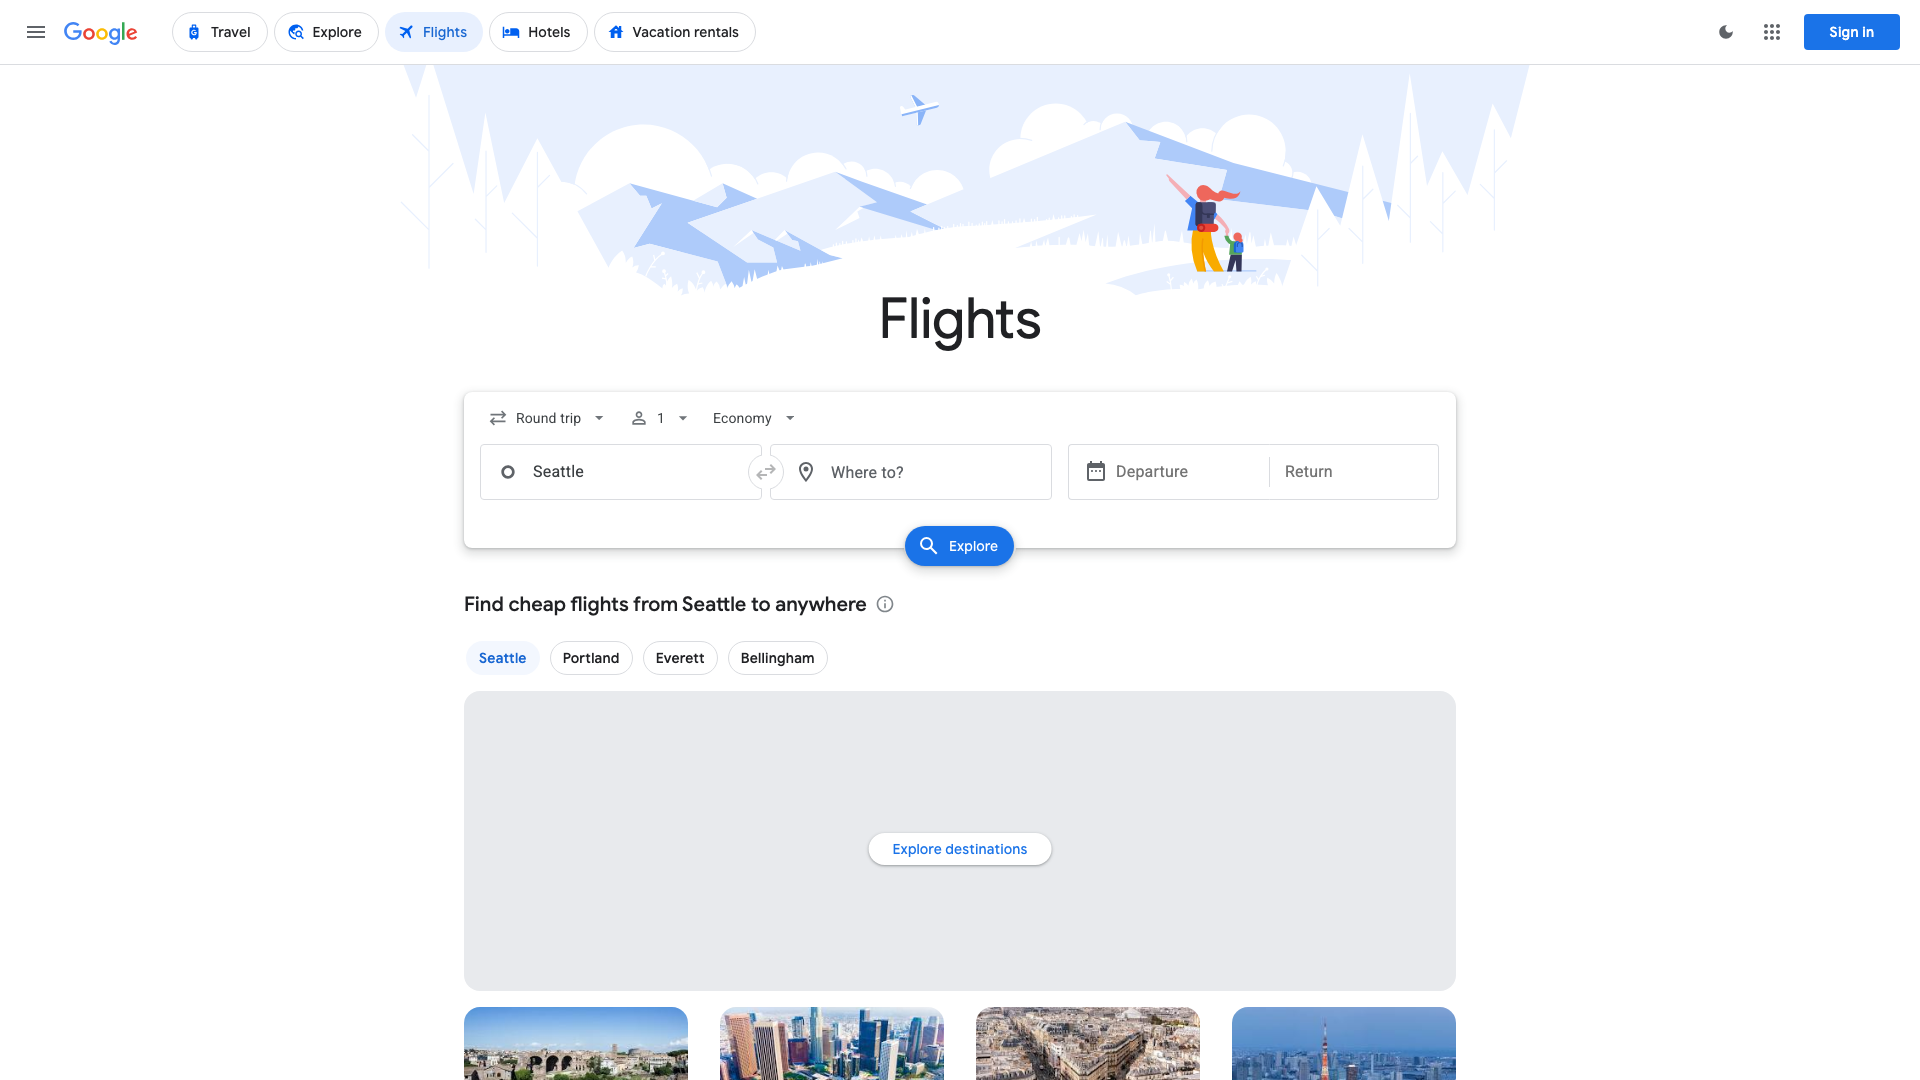 Google
Travel
Explore
Flights
Hotels
Vacation rentals
Sign in
Flights
Round trip
1
Economy
Seattle
Where to?
Departure
Return
Explore
Find cheap flights from Seattle to anywhere
Seattle
Portland
Everett
Bellingham
Explore destinations